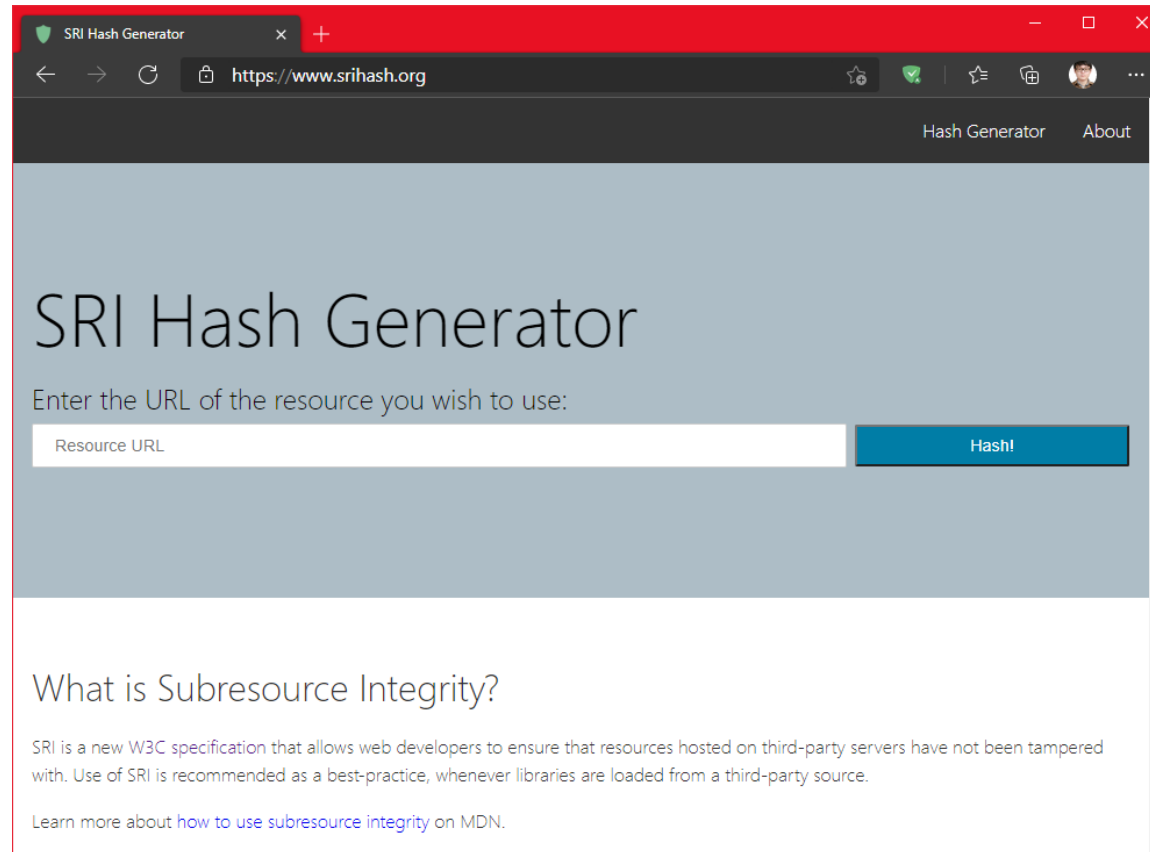 SRI Hash Generator
https://www.srihash.org
Hash Generator About
SRI Hash Generator
Enter the URL of the resource you wish to use:
Resource URL
Hash!
What is Subresource Integrity?
SRI is a new W3C specification that allows web developers to ensure that resources hosted on third-party servers have not been tampered
with. Use of SRI is recommended as a best-practice, whenever libraries are loaded from a third-party source.
Learn more about how to use subresource integrity on MDN.